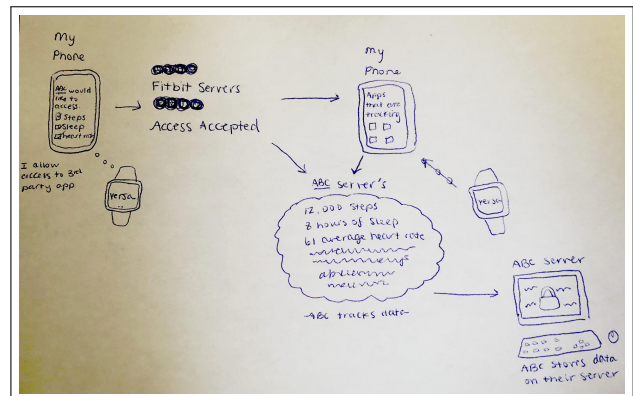 My
Phone
ABC would
like to
access
Steps
Sleep
heart rate
I allow
access to 3rd
party app
versa
Fitbit Servers
Access Accepted
My
Phone
Apps
that are
tracking
versa
ABC Server's
12,000 Steps
8 hours of Sleep
61 average heart rate
-ABC tracks data-
ABC Server
ABC Stores data
on their server